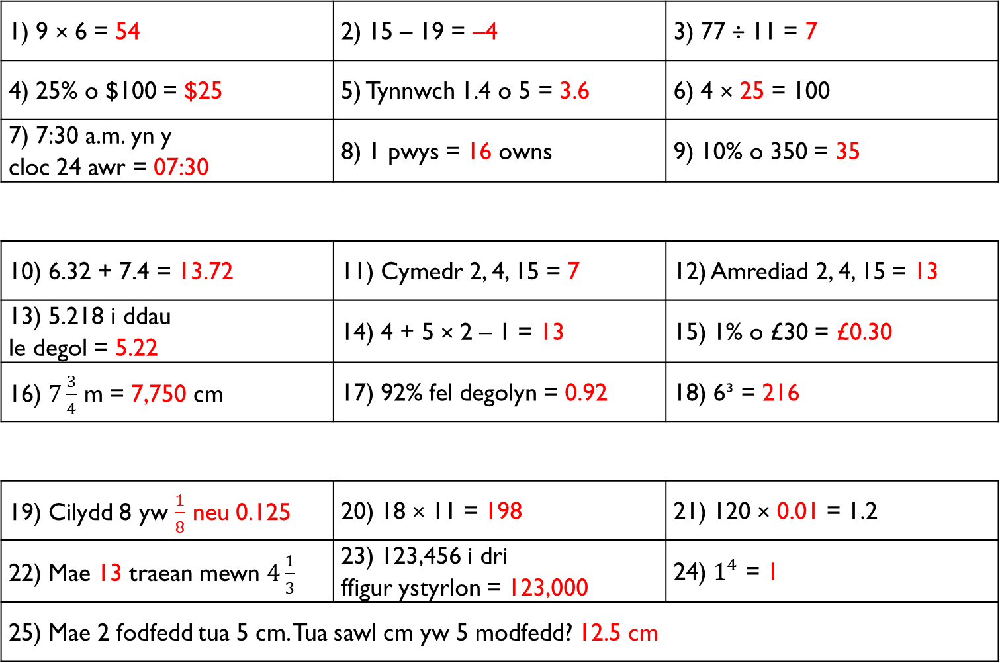 1) 9 × 6 = 54
2) 15 – 19 = –4
3) 77 ÷ 11 = 7
4) 25% o $100 = $25
5) Tynnwch 1.4 o 5 = 3.6
6) 4 × 25 = 100
7) 7:30 a.m. yn y
cloc 24 awr = 07:30
8) 1 pwys = 16 owns
9) 10% o 350 = 35
10) 6.32 + 7.4 = 13.72
11) Cymedr 2, 4, 15 = 7
12) Amrediad 2, 4, 15 = 13
13) 5.218 i ddau
le degol = 5.22
14) 4 + 5 × 2 – 1 = 13
15) 1% o £30 = £0.30
16) 7 3/4 m = 7,750 cm
17) 92% fel degolyn = 0.92
18) 6³ = 216
19) Cilydd 8 yw 1/8 neu 0.125
20) 18 × 11 = 198
21) 120 × 0.01 = 1.2
22) Mae 13 traean mewn 4 1/3
23) 123,456 i dri
ffigur ystyrlon = 123,000
24) 1⁴ = 1
25) Mae 2 fodfedd tua 5 cm. Tua sawl cm yw 5 modfedd? 12.5 cm